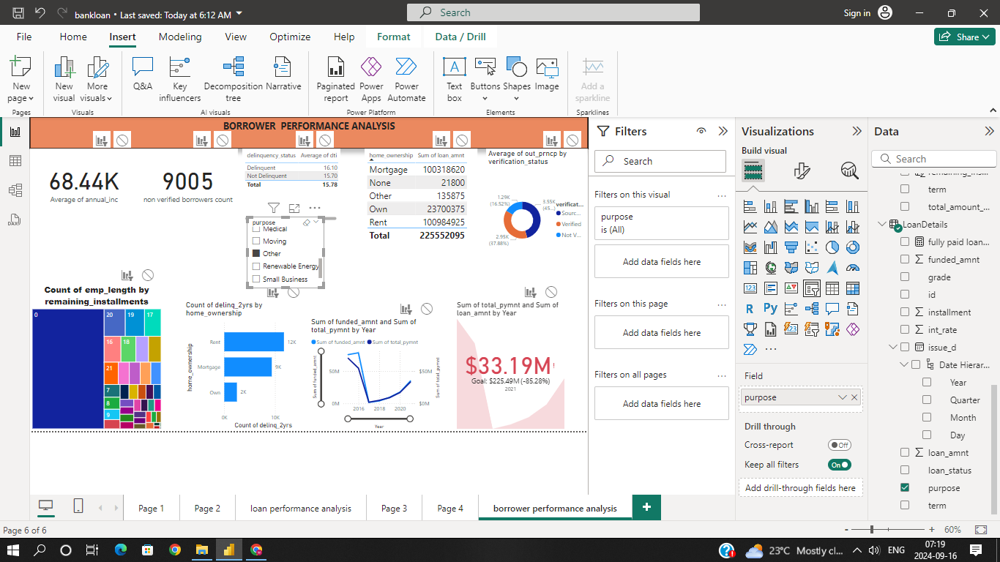 bankloan • Last saved: Today at 6:12 AM
Search
Sign in
File
Home
Insert
Modeling
View
Optimize
Help
Format
Data / Drill
Share
New page
New visual
More visuals
Q&A
Key influencers
Decomposition tree
Narrative
Paginated report
Power Apps
Power Automate
Text box
Buttons
Shapes
Image
Add a sparkline
Pages
Visuals
AI visuals
Power Platform
Elements
Sparklines
BORROWER PERFORMANCE ANALYSIS
68.44K
Average of annual_inc
9005
non verified borrowers count
delinquency_status Average of dti
Delinquent 16.10
Not Delinquent 15.70
Total 15.78
home_ownership Sum of loan_amnt
Mortgage 100318620
None 21800
Other 135875
Own 23700375
Rent 100984925
Total 225552095
Average of out_prncp by
verification_status
1.29K
(16.52%)
3.55K
(45...)
2.95K
(37.88%)
verificat...
Sourc...
Verified
Not V...
purpose
Medical
Moving
Other
Renewable Energy
Small Business
Count of emp_length by
remaining_installments
0
20
19
17
16
18
21
7
8
9
Count of delinq_2yrs by
home_ownership
home_ownership
Rent
12K
Mortgage
9K
Own
2K
0K
10K
Count of delinq_2yrs
Sum of funded_amnt and Sum of
total_pymnt by Year
Sum of funded_amnt
Sum of total_pymnt
Sum of funded_amnt
$50M
$50M
0M
$0M
Sum of total_pymnt
2016
2018
2020
Year
Sum of total_pymnt and Sum of
loan_amnt by Year
$33.19M!
Goal: $225.49M (-85.28%)
2021
Filters
Search
Filters on this visual
...
purpose
is (All)
Add data fields here
Filters on this page
...
Add data fields here
Filters on all pages
...
Add data fields here
Visualizations
Build visual
123
R
Py
123
...
Field
purpose
Drill through
Cross-report
Off
Keep all filters
On
Add drill-through fields here
Data
Search
remaining_ins...
term
total_amount_...
LoanDetails
fully paid loan...
funded_amnt
grade
id
installment
int_rate
issue_d
Date Hierar...
Year
Quarter
Month
Day
loan_amnt
loan_status
purpose
term
Page 1
Page 2
loan performance analysis
Page 3
Page 4
borrower performance analysis
+
Page 6 of 6
-
+
60%
23°C Mostly cl...
ENG
07:19
2024-09-16